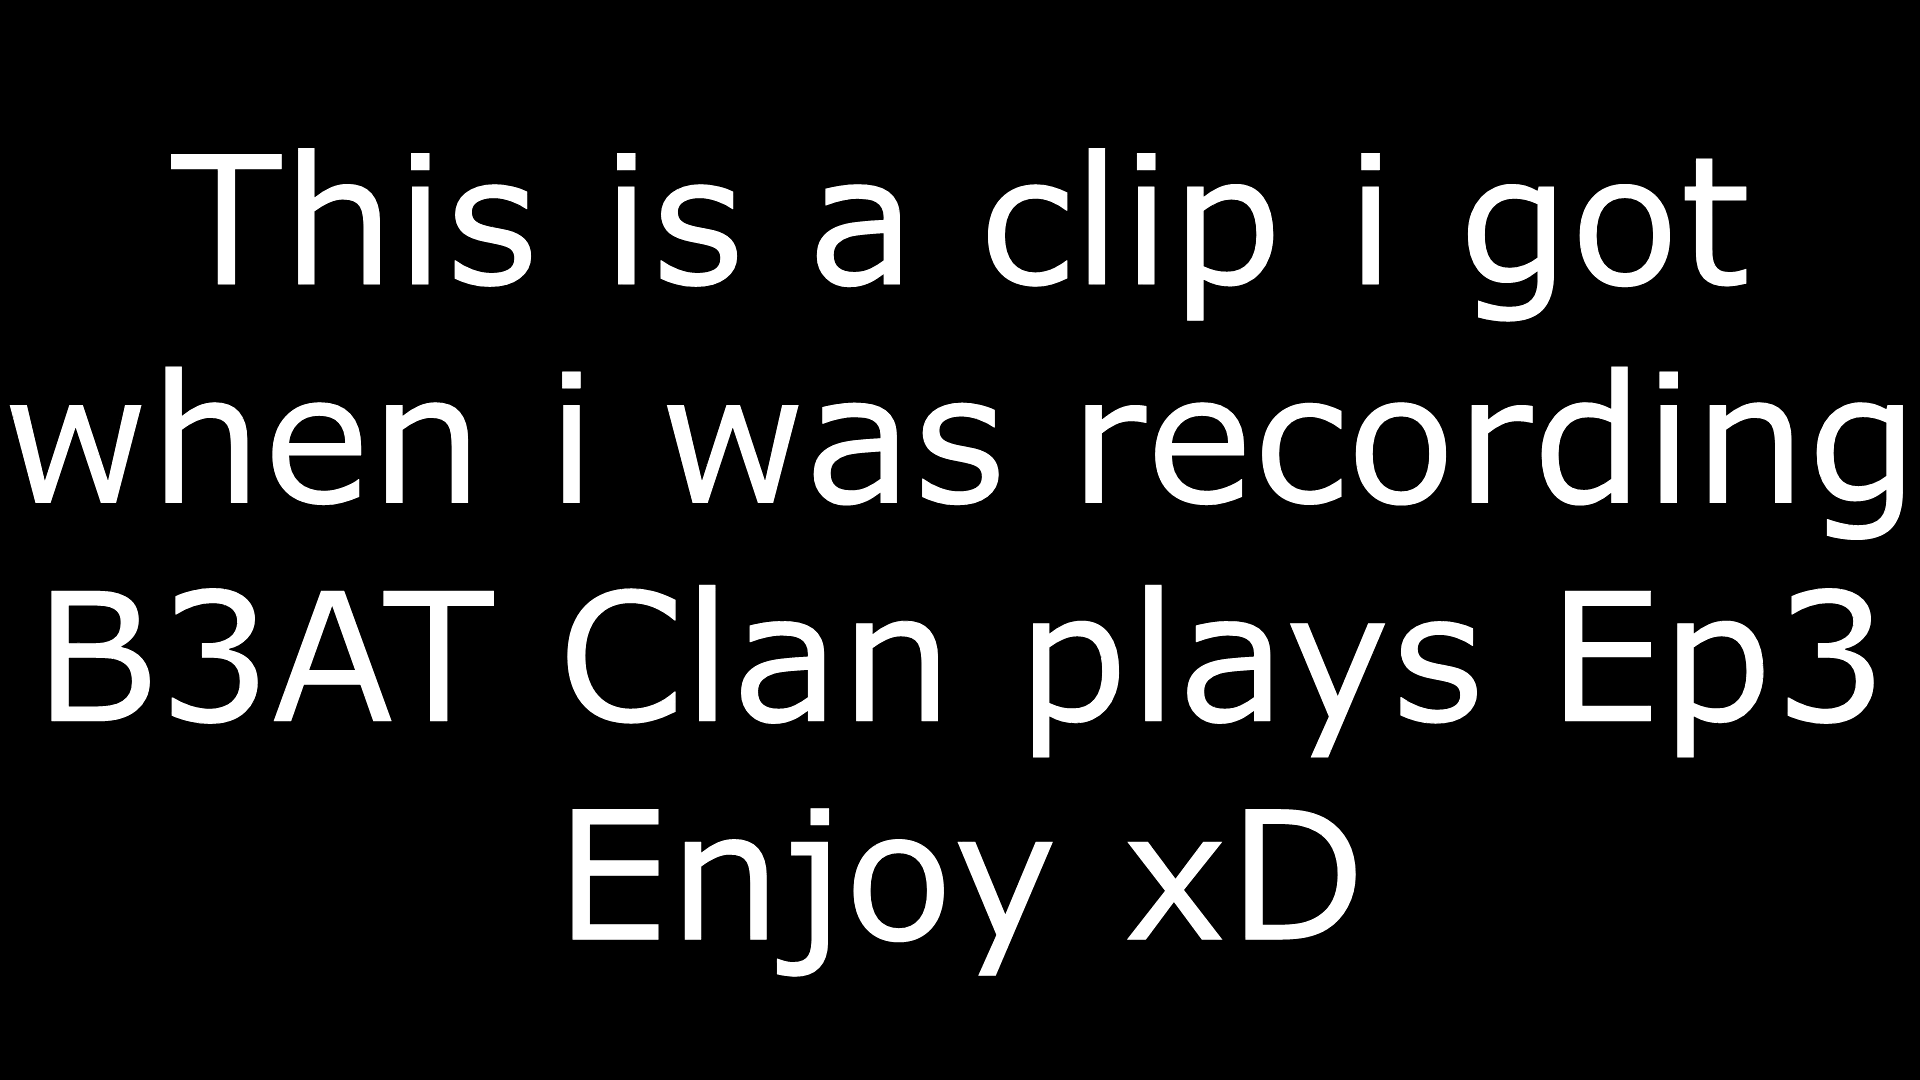 This is a clip i got
when i was recording
B3AT Clan plays Ep3
Enjoy xD